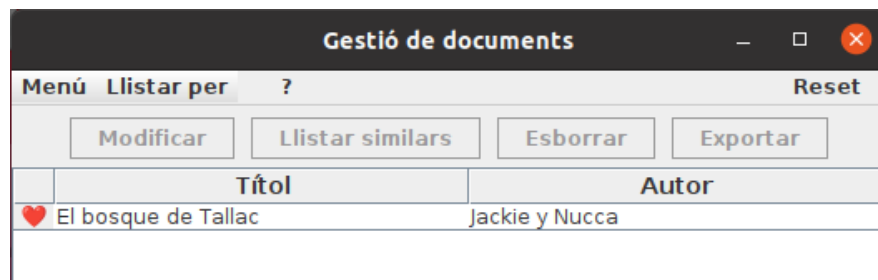 Gestió de documents
Menú Llistar per ? Reset
Modificar Llistar similars Esborrar Exportar
Títol Autor
El bosque de Tallac Jackie y Nucca